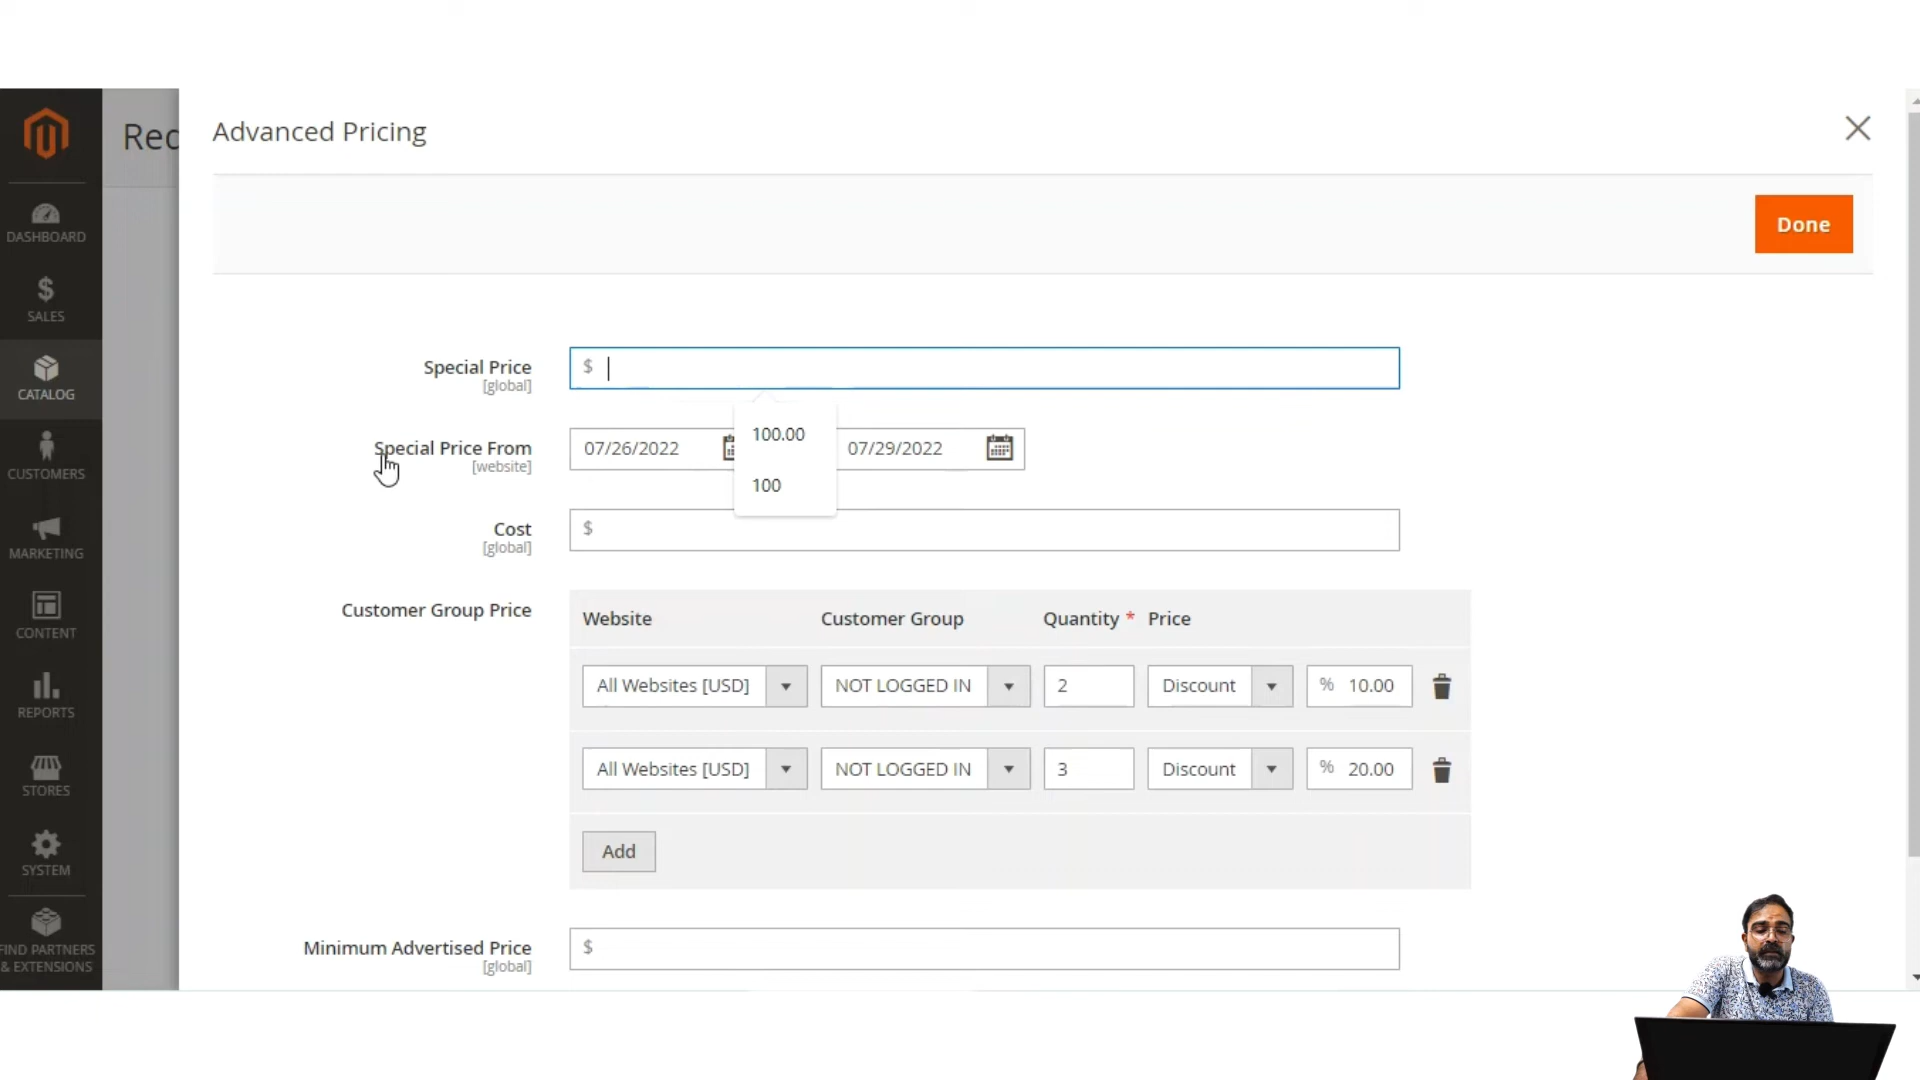 Red
Advanced Pricing
Done
DASHBOARD
$
SALES
CATALOG
CUSTOMERS
MARKETING
CONTENT
REPORTS
STORES
SYSTEM
FIND PARTNERS
& EXTENSIONS
Special Price
[global]
$
100.00
100
Special Price From
[website]
07/26/2022
07/29/2022
Cost
[global]
$
Customer Group Price
Website Customer Group Quantity * Price
All Websites [USD] NOT LOGGED IN 2 Discount % 10.00
All Websites [USD] NOT LOGGED IN 3 Discount % 20.00
Add
Minimum Advertised Price
[global]
$